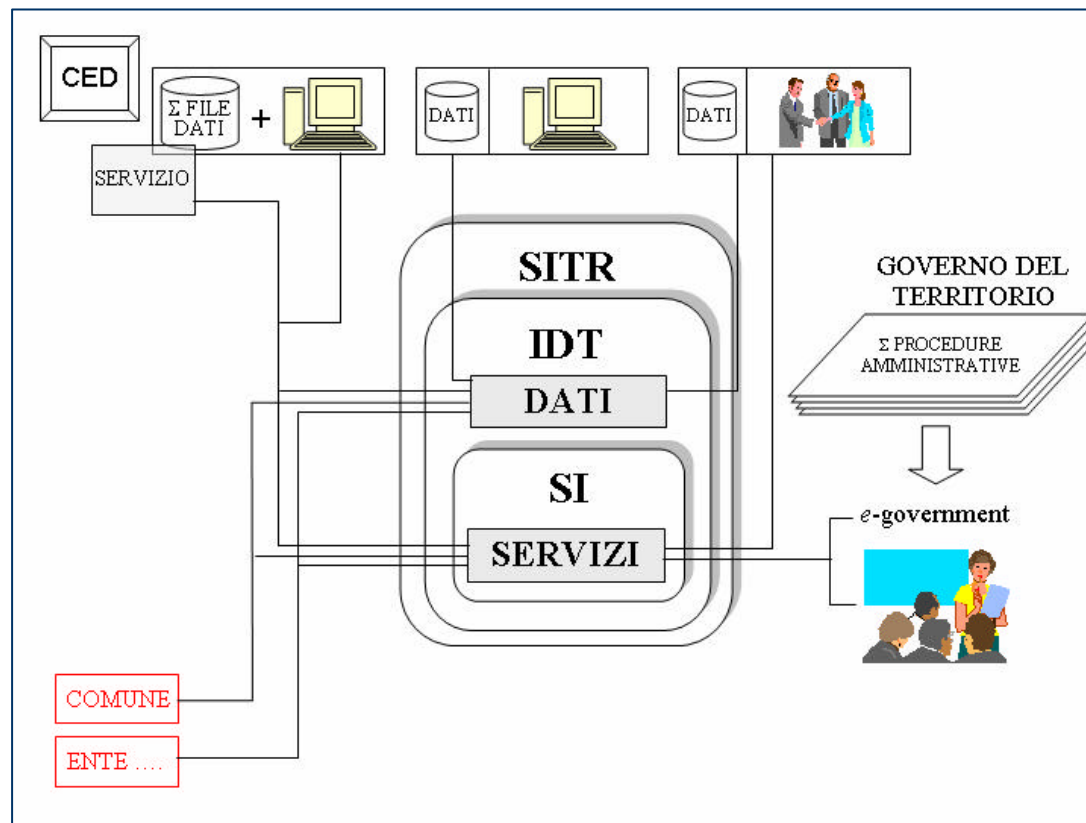 CED
Σ FILE
DATI
+
DATI
DATI
SERVIZIO
SITR
GOVERNO DEL
TERRITORIO
IDT
Σ PROCEDURE
AMMINISTRATIVE
DATI
SI
e-government
SERVIZI
COMUNE
ENTE ....